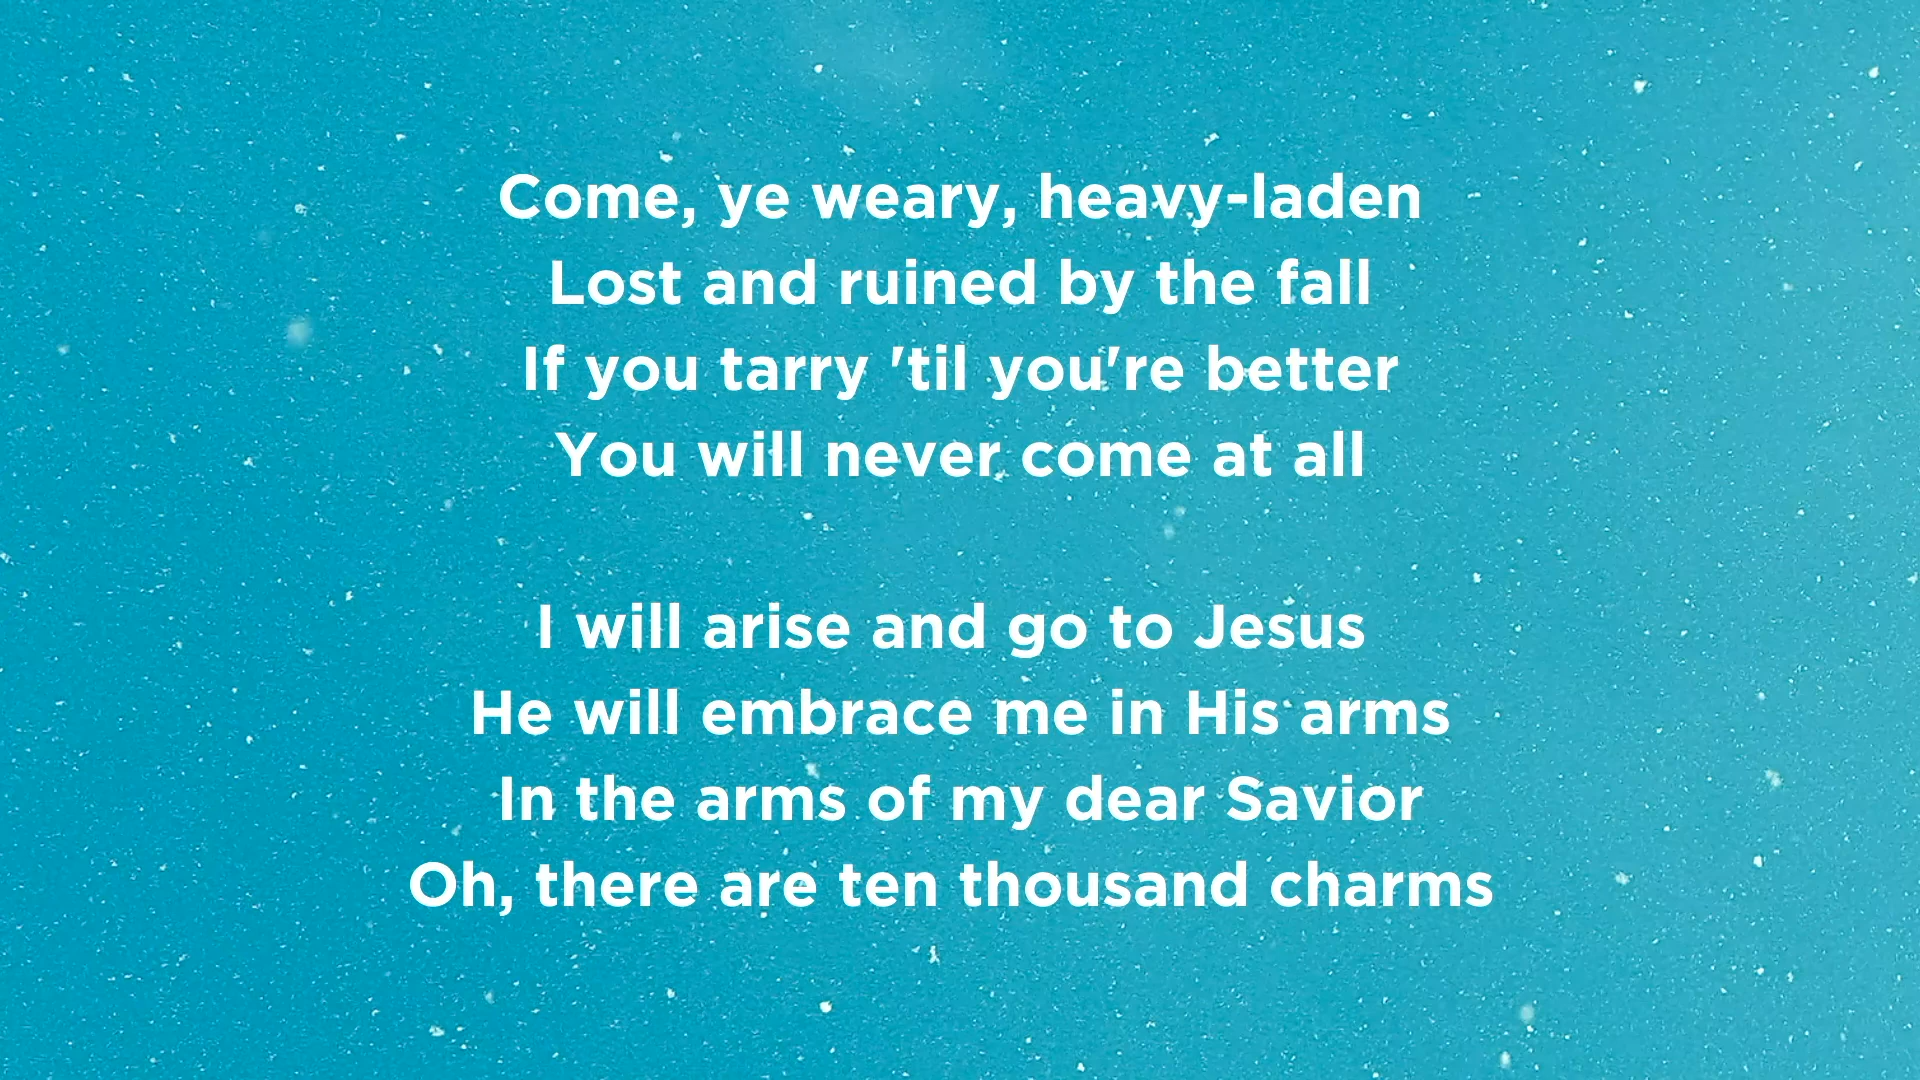 Come, ye weary, heavy-laden
Lost and ruined by the fall
If you tarry 'til you're better
You will never come at all
I will arise and go to Jesus
He will embrace me in His arms
In the arms of my dear Savior
Oh, there are ten thousand charms